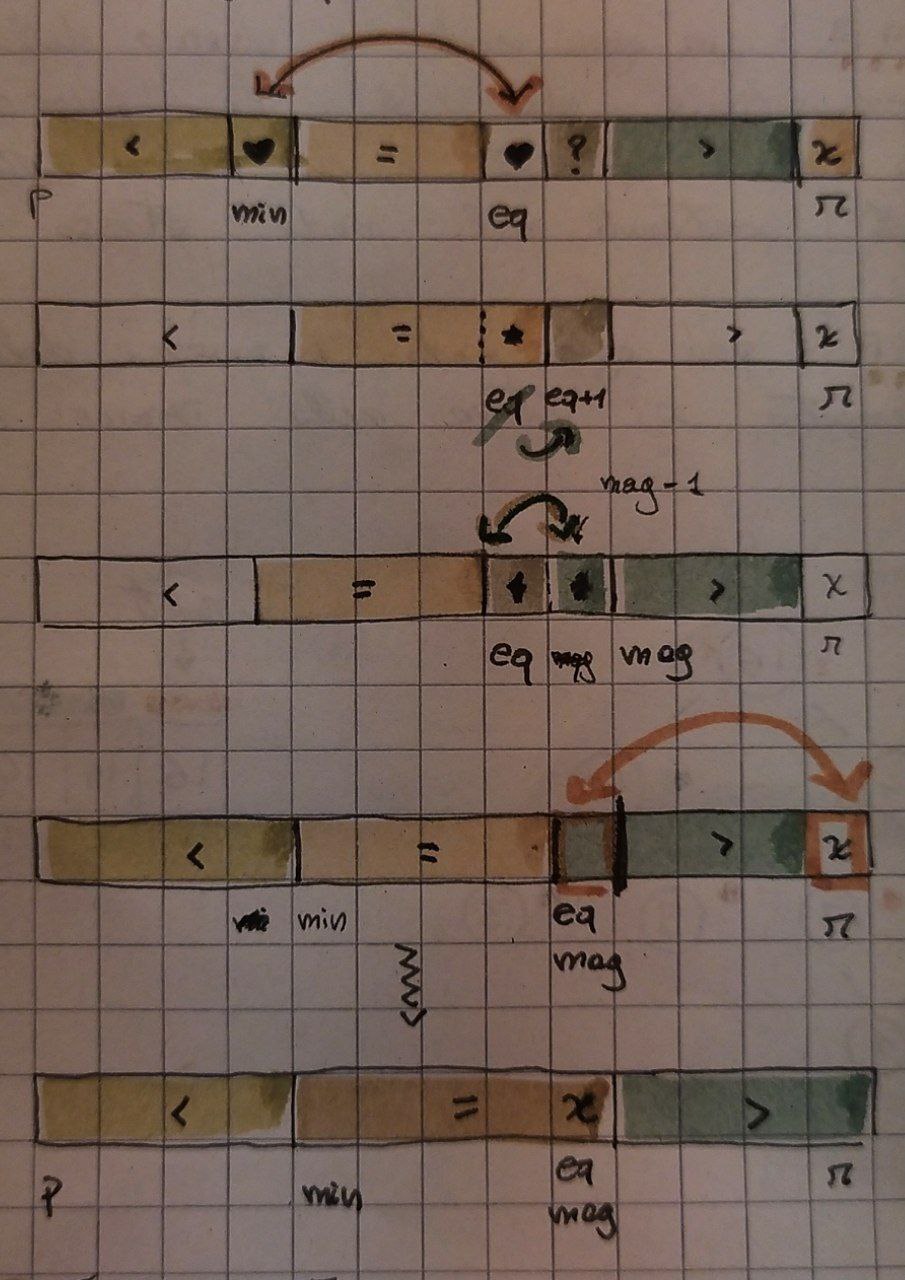 < ♥ = ♥ ? > x
p min eq r
< = * > x
eq eq+1 r
mag-1
< = * * > x
eq mag mag r
< = > x
min eq r
mag
< = x >
p min eq r
mag